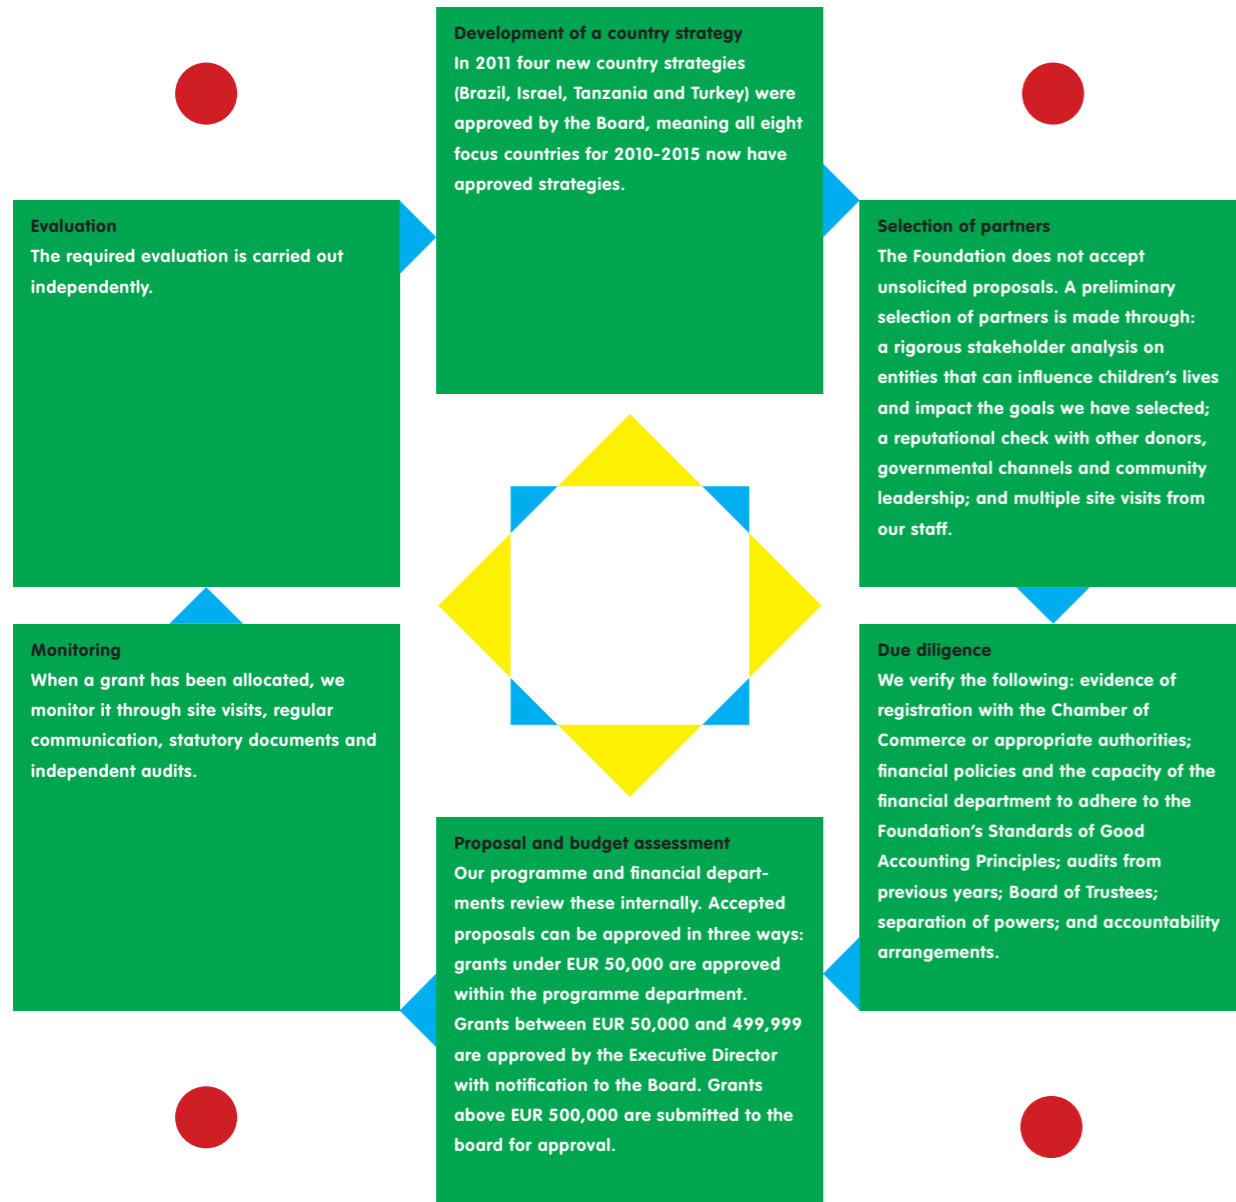 Development of a country strategy
In 2011 four new country strategies
(Brazil, Israel, Tanzania and Turkey) were
approved by the Board, meaning all eight
focus countries for 2010-2015 now have
approved strategies.
Selection of partners
The Foundation does not accept
unsolicited proposals. A preliminary
selection of partners is made through:
a rigorous stakeholder analysis on
entities that can influence children's lives
and impact the goals we have selected;
a reputational check with other donors,
governmental channels and community
leadership; and multiple site visits from
our staff.
Due diligence
We verify the following: evidence of
registration with the Chamber of
Commerce or appropriate authorities;
financial policies and the capacity of the
financial department to adhere to the
Foundation's Standards of Good
Accounting Principles; audits from
previous years; Board of Trustees;
separation of powers; and accountability
arrangements.
Proposal and budget assessment
Our programme and financial depart-
ments review these internally. Accepted
proposals can be approved in three ways:
grants under EUR 50,000 are approved
within the programme department.
Grants between EUR 50,000 and 499,999
are approved by the Executive Director
with notification to the Board. Grants
above EUR 500,000 are submitted to the
board for approval.
Monitoring
When a grant has been allocated, we
monitor it through site visits, regular
communication, statutory documents and
independent audits.
Evaluation
The required evaluation is carried out
independently.